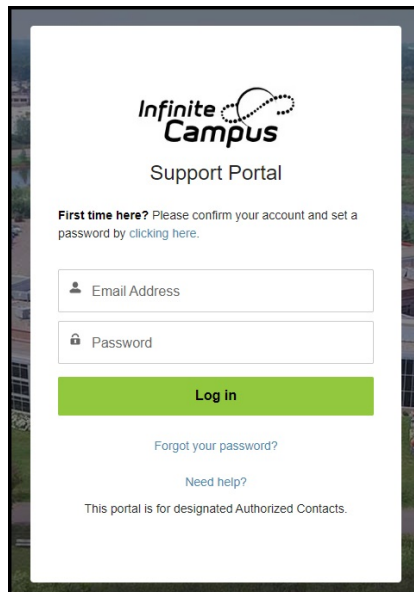 Infinite
Campus
Support Portal
First time here? Please confirm your account and set a
password by clicking here.
Email Address
Password
Log in
Forgot your password?
Need help?
This portal is for designated Authorized Contacts.